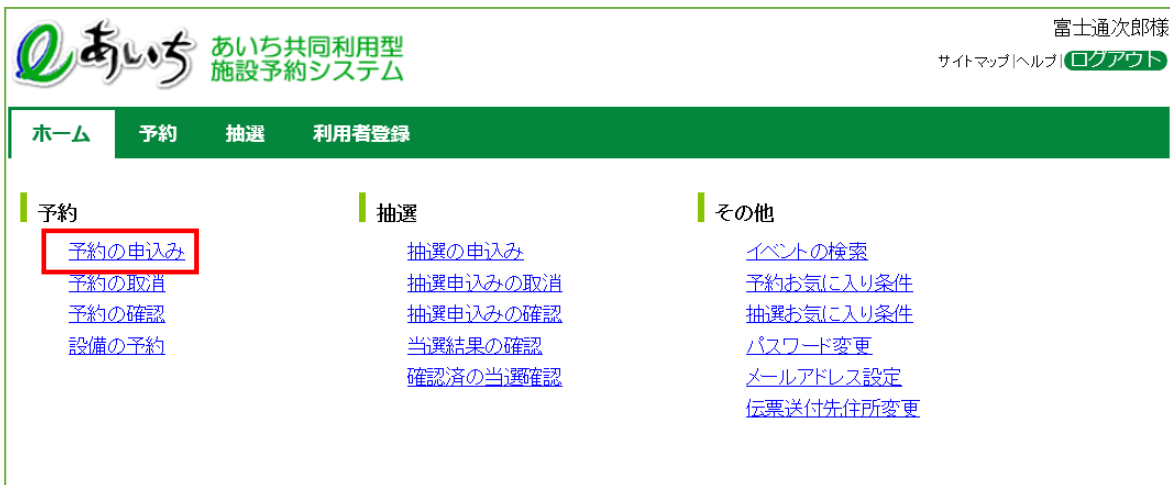 あいち
あいち共同利用型
施設予約システム
富士通次郎様
サイトマップ|ヘルプ|ログアウト
ホーム 予約 抽選 利用者登録
予約
予約の申込み
予約の取消
予約の確認
設備の予約
抽選
抽選の申込み
抽選申込みの取消
抽選申込みの確認
当選結果の確認
確認済の当選確認
その他
イベントの検索
予約お気に入り条件
抽選お気に入り条件
パスワード変更
メールアドレス設定
伝票送付先住所変更